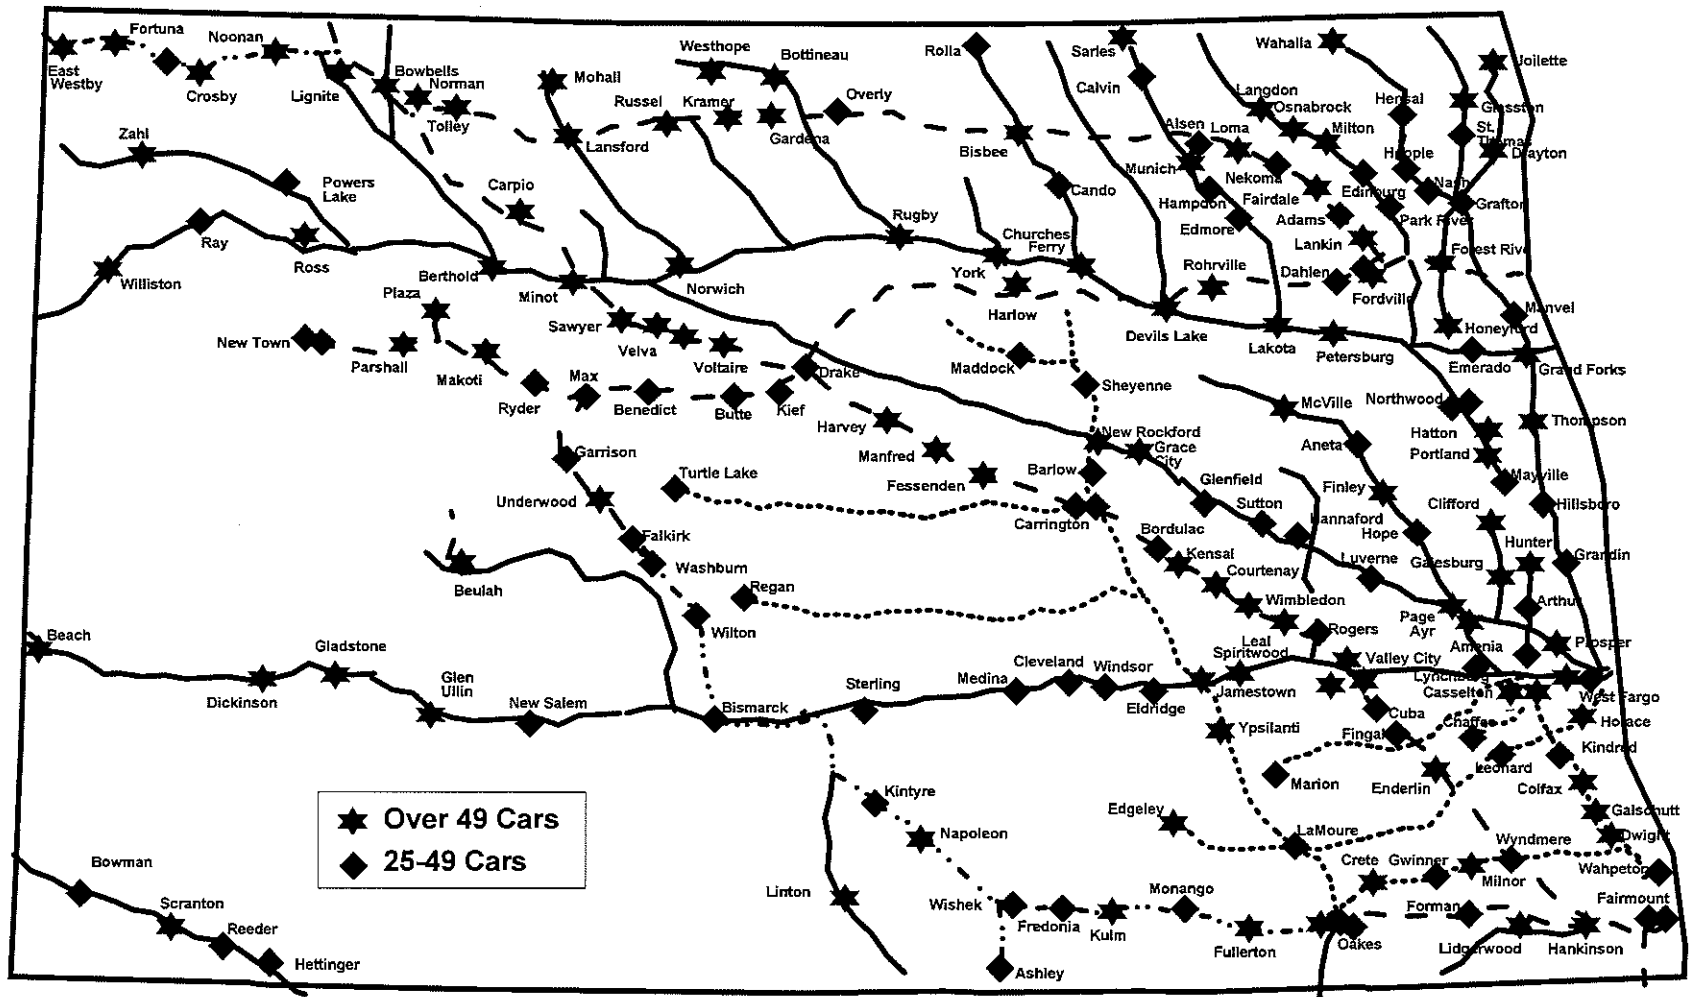 Fortuna
Noonan
East
Westby
Crosby
Lignite
Bowbells
Norman
Tolley
Mohall
Westhope
Bottineau
Russel
Kramer
Overly
Lansford
Gardena
Rolla
Sarles
Calvin
Wahalla
Joilette
Langdon
Osnabrock
Hensal
Glasston
Zahl
Alsen
Loma
Milton
St.
Thomas
Drayton
Bisbee
Munich
Nekoma
Hoople
Nash
Powers
Lake
Carpio
Cando
Hampden
Fairdale
Edinburg
Grafton
Ray
Rugby
Churches
Ferry
Edmore
Adams
Park River
Ross
Lankin
Forest River
Williston
Berthold
Minot
Norwich
York
Rohrville
Dahlen
Fordville
Plaza
Harlow
Manvel
New Town
Sawyer
Devils Lake
Lakota
Petersburg
Honeyford
Parshall
Makoti
Velva
Voltaire
Drake
Maddock
Emerado
Grand Forks
Ryder
Max
Benedict
Butte
Kief
Sheyenne
McVille
Northwood
Harvey
New Rockford
Grace
City
Aneta
Hatton
Thompson
Garrison
Manfred
Barlow
Portland
Turtle Lake
Fessenden
Glenfield
Finley
Mayville
Underwood
Carrington
Sutton
Clifford
Hillsboro
Falkirk
Bordulac
Hannaford
Hope
Hunter
Washburn
Kensal
Luverne
Galesburg
Grandin
Beulah
Regan
Courtenay
Wimbledon
Page
Arthur
Beach
Wilton
Leal
Rogers
Ayr
Gladstone
Spiritwood
Valley City
Amenia
Prosper
Glen
Ullin
Cleveland
Windsor
Lynchburg
Dickinson
New Salem
Bismarck
Sterling
Medina
Eldridge
Jamestown
Casselton
West Fargo
Ypsilanti
Cuba
Chaffee
Horace
Fingal
Kindred
Marion
Leonard
Enderlin
Colfax
Over 49 Cars
25-49 Cars
Kintyre
Edgeley
Galschutt
Napoleon
LaMoure
Wyndmere
Dwight
Bowman
Crete
Gwinner
Wahpeton
Linton
Milnor
Scranton
Wishek
Monango
Forman
Fairmount
Reeder
Fredonia
Kulm
Fullerton
Oakes
Lidgerwood
Hankinson
Hettinger
Ashley